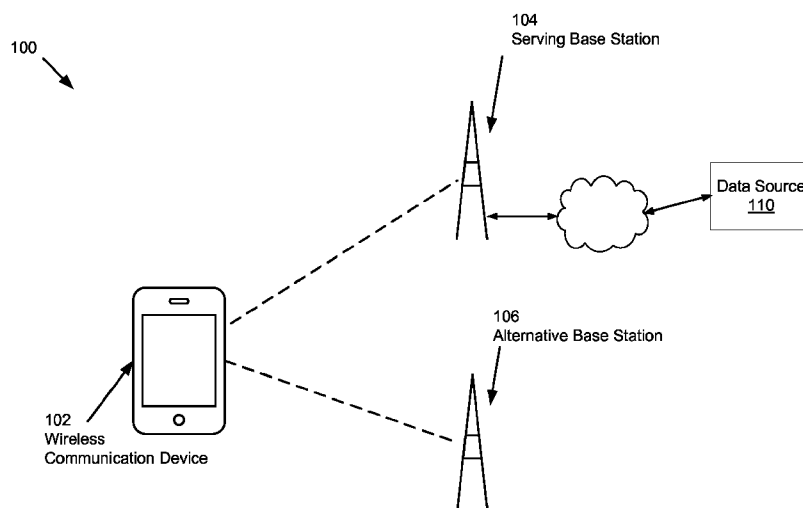 100
104
Serving Base Station
Data Source
110
106
Alternative Base Station
102
Wireless
Communication Device